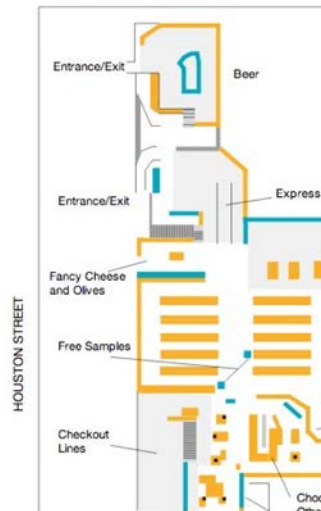 Entrance/Exit
Beer
Entrance/Exit
Express
Fancy Cheese
and Olives
HOUSTON STREET
Free Samples
Checkout
Lines